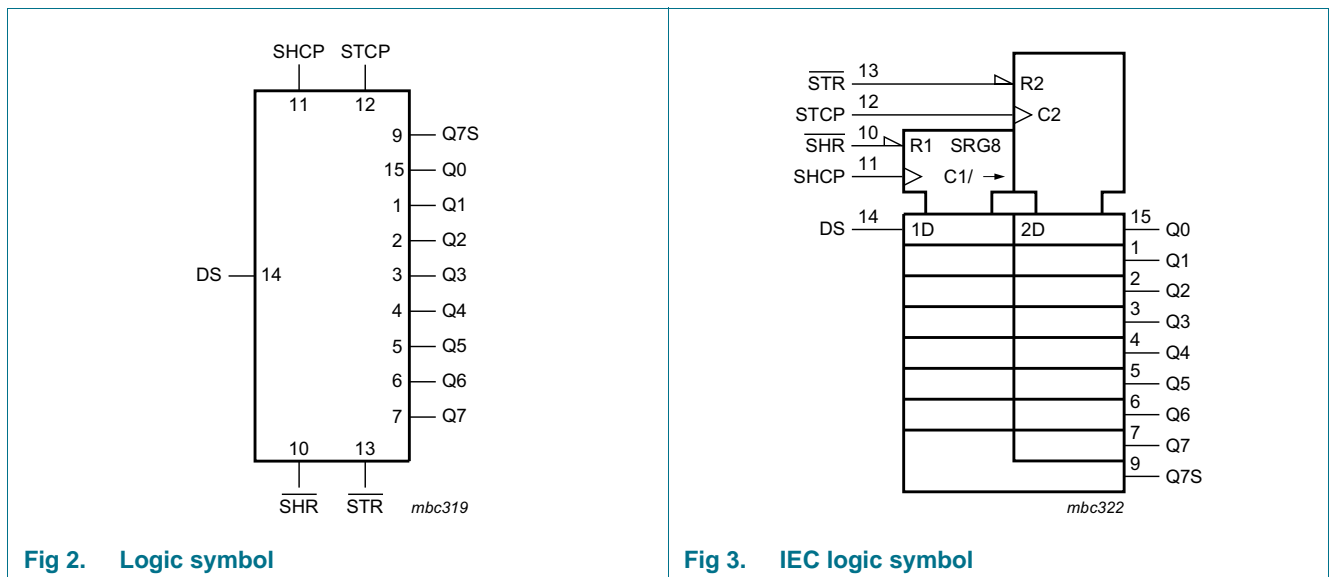 SHCP STCP
11 12
9 Q7S
15 Q0
1 Q1
2 Q2
DS 14 3 Q3
4 Q4
5 Q5
6 Q6
7 Q7
10 13
SHR STR mbc319
Fig 2. Logic symbol
STR 13 R2
STCP 12 C2
SHR 10 R1 SRG8
SHCP 11 C1/ →
DS 14 1D 2D 15 Q0
1 Q1
2 Q2
3 Q3
4 Q4
5 Q5
6 Q6
7 Q7
9 Q7S
mbc322
Fig 3. IEC logic symbol